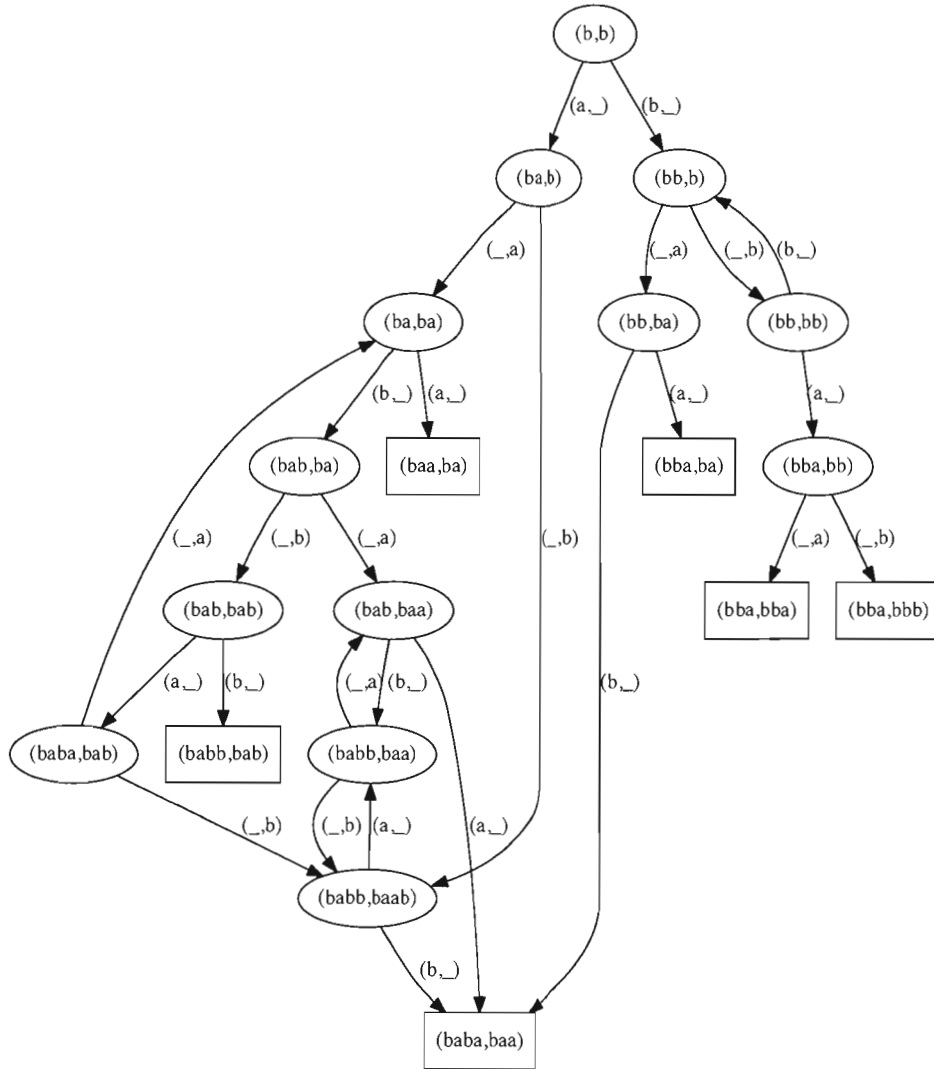 (b,b)
(a,_) (b,_)
(ba,b) (bb,b)
(_,a) (_,a) (_,b) (b,_)
(ba,ba) (bb,ba) (bb,bb)
(b,_) (a,_) (a,_) (a,_)
(bab,ba) (baa,ba) (bba,ba) (bba,bb)
(_,a) (_,b) (_,a) (_,b) (_,a) (_,b)
(bab,bab) (bab,baa) (bba,bba) (bba,bbb)
(a,_) (b,_) (_,a) (b,_) (b,_)
(baba,bab) (babb,bab) (babb,baa)
(_,b) (_,b) (a,_) (a,_)
(babb,baab)
(b,_)
(baba,baa)